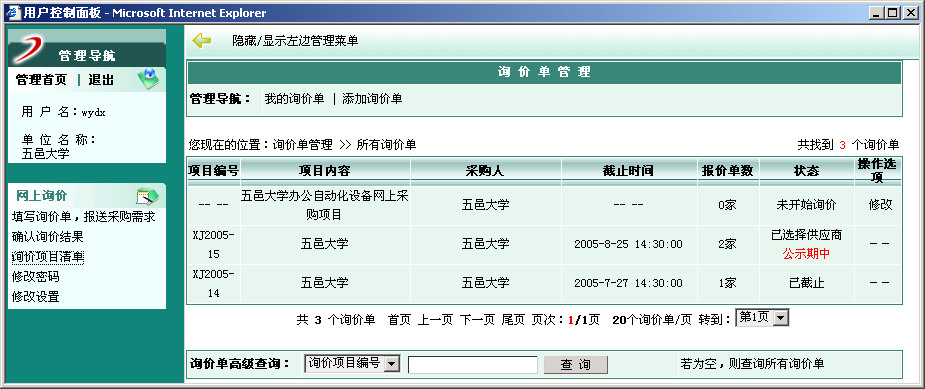 用户控制面板 - Microsoft Internet Explorer
管理导航
管理首页 | 退出
用 户 名：wydx
单 位 名 称：
五邑大学
网上询价
填写询价单，报送采购需求
确认询价结果
询价项目清单
修改密码
修改设置
隐藏/显示左边管理菜单
询 价 单 管 理
管理导航： 我的询价单 | 添加询价单
您现在的位置：询价单管理 >> 所有询价单 共找到 3 个询价单
项目编号 项目内容 采购人 截止时间 报价单数 状态 操作选项
-- -- 五邑大学办公自动化设备网上采购项目 五邑大学 -- -- 0家 未开始询价 修改
XJ2005-15 五邑大学 五邑大学 2005-8-25 14:30:00 2家 已选择供应商 公示期中 - -
XJ2005-14 五邑大学 五邑大学 2005-7-27 14:30:00 1家 已截止 - -
共 3 个询价单 首页 上一页 下一页 尾页 页次：1/1页 20个询价单/页 转到： 第1页
询价单高级查询： 询价项目编号 查 询 若为空，则查询所有询价单